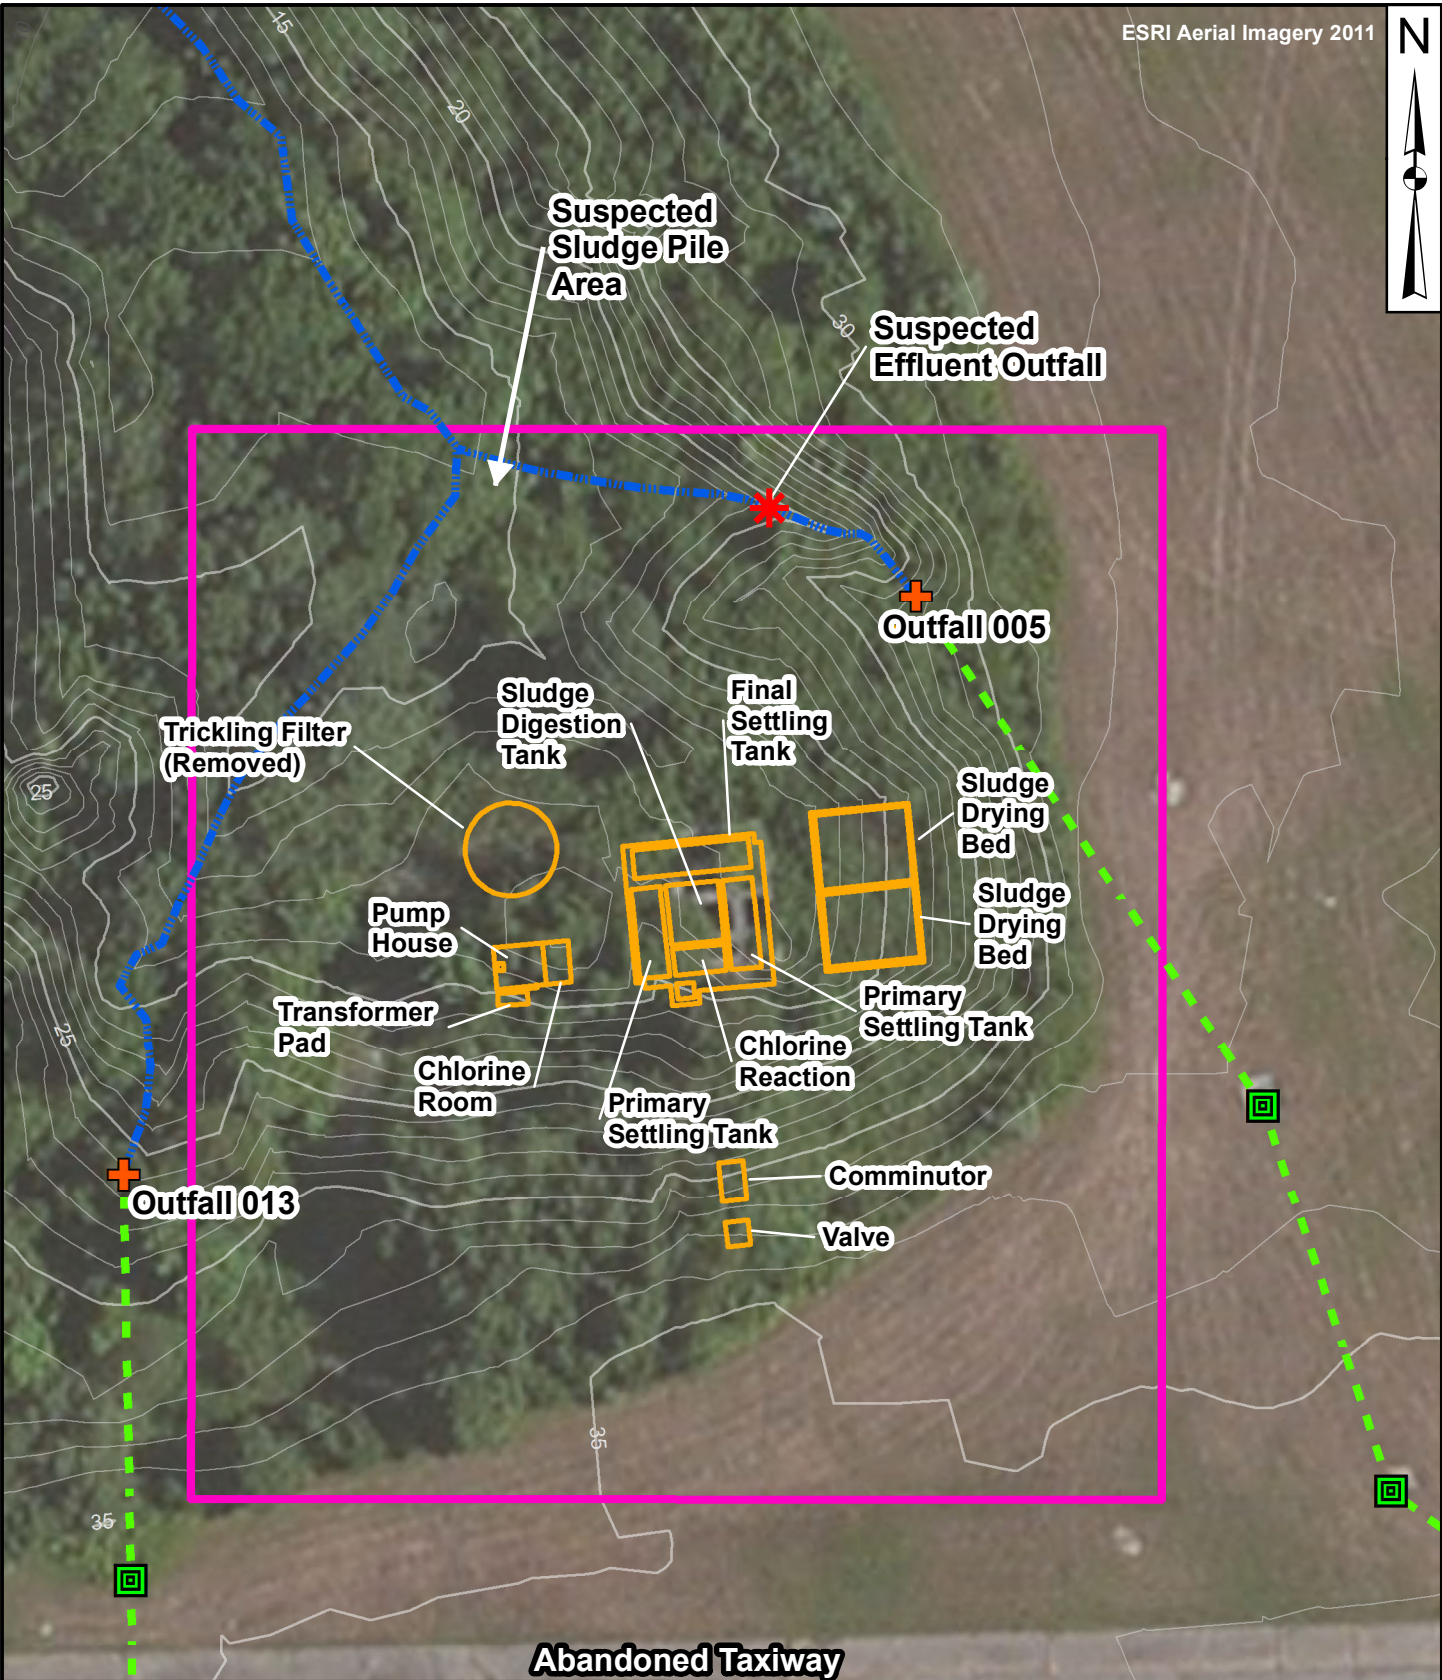 15
ESRI Aerial Imagery 2011
N
20
Suspected
Sludge Pile
Area
30
Suspected
Effluent Outfall
Outfall 005
Sludge
Digestion
Tank
Final
Settling
Tank
Trickling Filter
(Removed)
25
Sludge
Drying
Bed
Sludge
Drying
Bed
Pump
House
Transformer
Pad
25
Primary
Settling Tank
Chlorine
Reaction
Chlorine
Room
Primary
Settling Tank
Comminutor
Outfall 013
Valve
35
35
Abandoned Taxiway